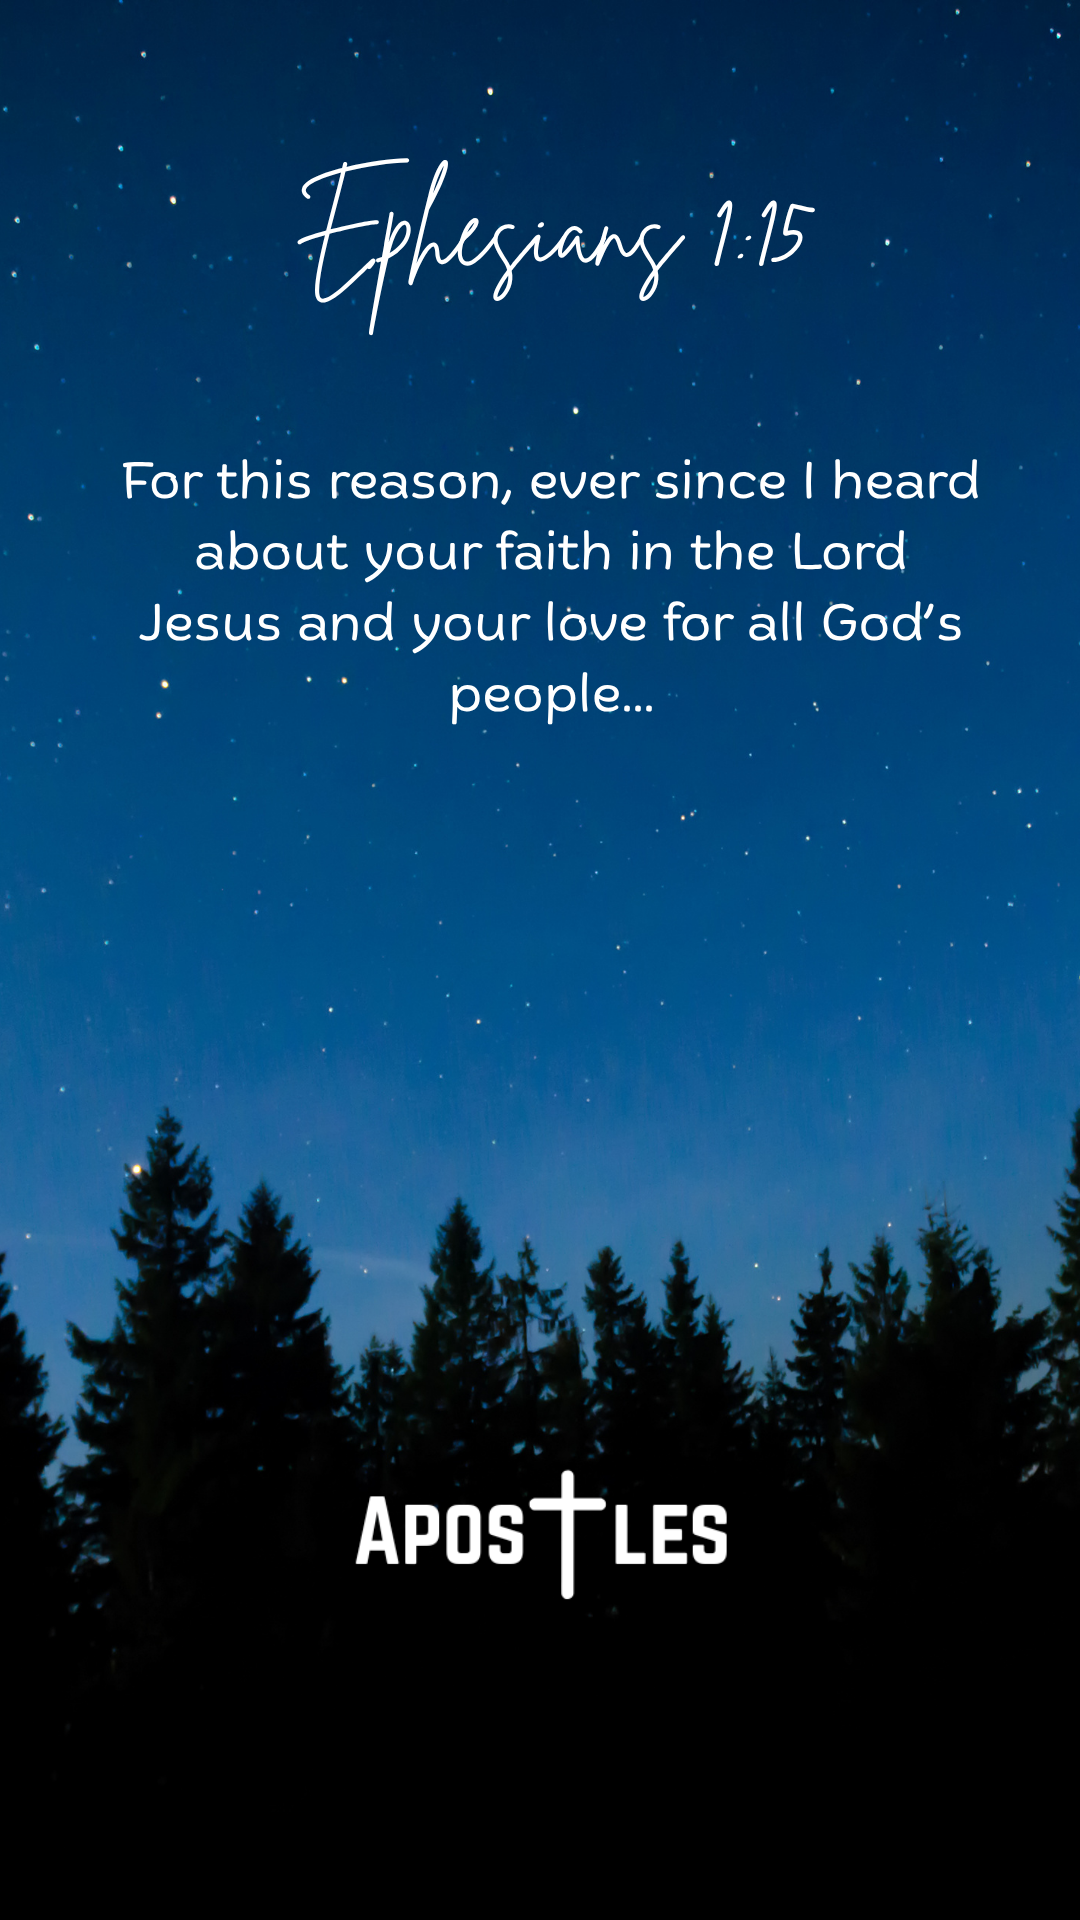 Ephesians 1:15
For this reason, ever since I heard
about your faith in the Lord
Jesus and your love for all God's
people...
APOSTLES